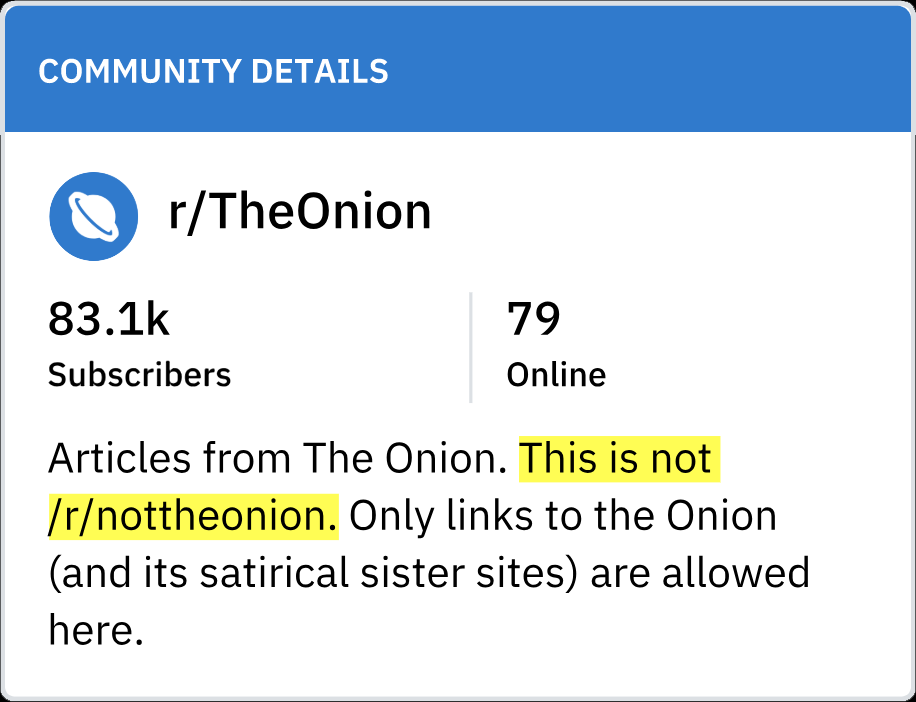 COMMUNITY DETAILS
r/TheOnion
83.1k
Subscribers
79
Online
Articles from The Onion. This is not
/r/nottheonion. Only links to the Onion
(and its satirical sister sites) are allowed
here.